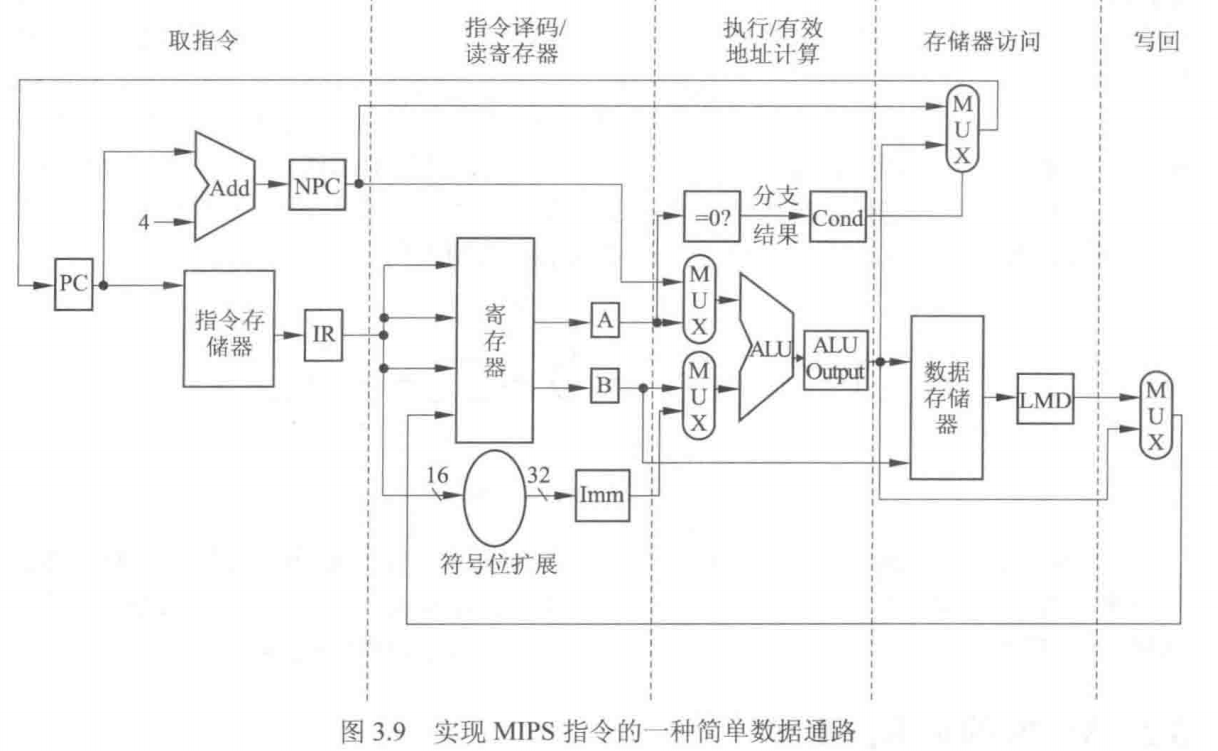 取指令
指令译码/
读寄存器
执行/有效
地址计算
存储器访问
写回
M
U
X
Add
NPC
4
=0?
分支
结果
Cond
PC
指令存
储器
IR
寄
存
器
A
B
M
U
X
M
U
X
ALU
ALU
Output
数据
存储
器
LMD
M
U
X
16
32
Imm
符号位扩展
图 3.9 实现 MIPS 指令的一种简单数据通路